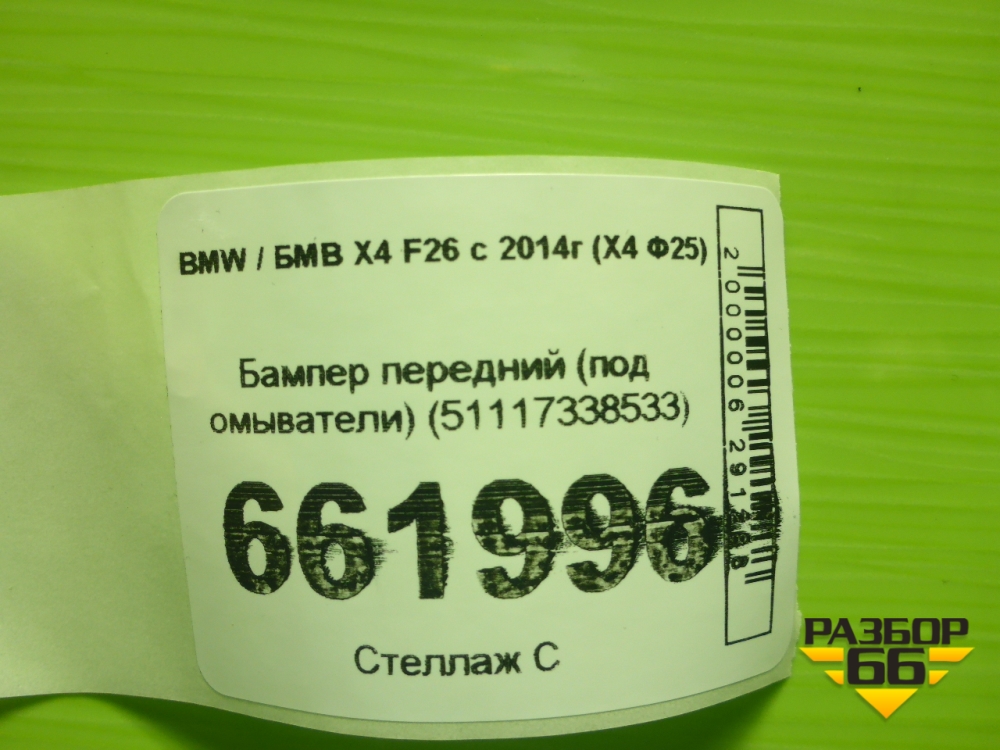 BMW / БМВ X4 F26 с 2014г (X4 Ф25)
Бампер передний (под
омыватели) (51117338533)
661996
Стеллаж С
РАЗБОР
66